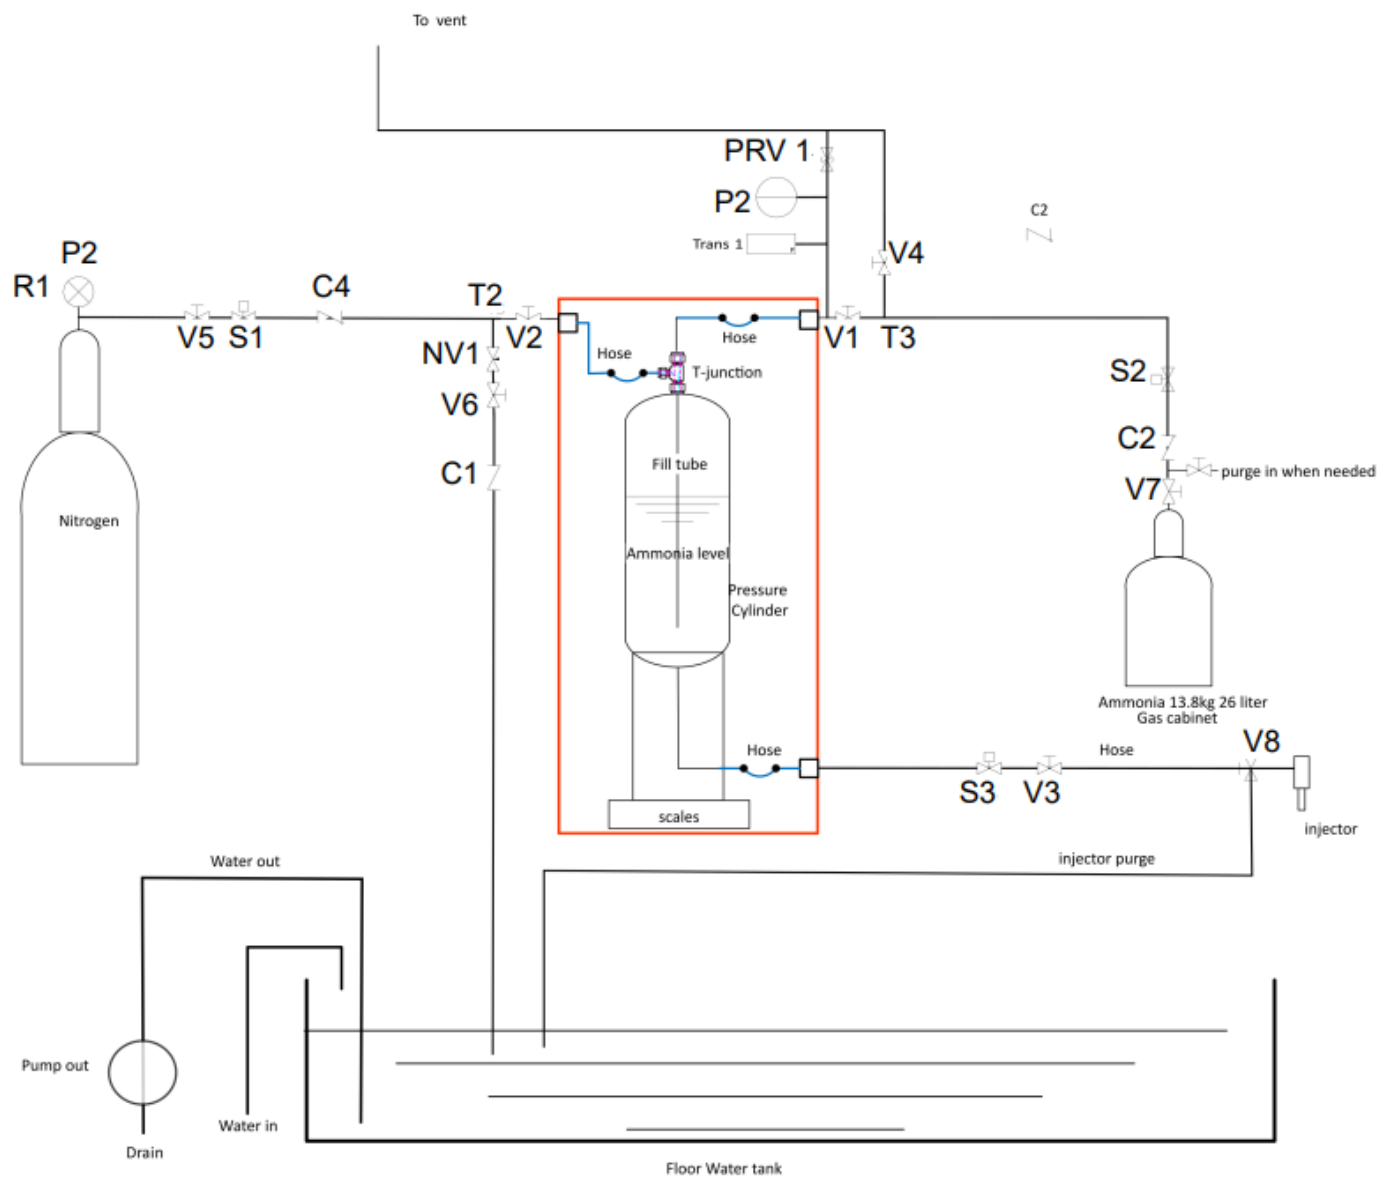 To vent
PRV 1
P2
Trans 1
C2
V4
P2
R1
C4
T2
V5
S1
V2
NV1
V6
C1
Hose
Hose
T-junction
V1
T3
S2
C2
purge in when needed
V7
Nitrogen
Fill tube
Ammonia level
Pressure
Cylinder
Ammonia 13.8kg 26 liter
Gas cabinet
Hose
Hose
V8
S3
V3
scales
injector
injector purge
Water out
Pump out
Water in
Drain
Floor Water tank